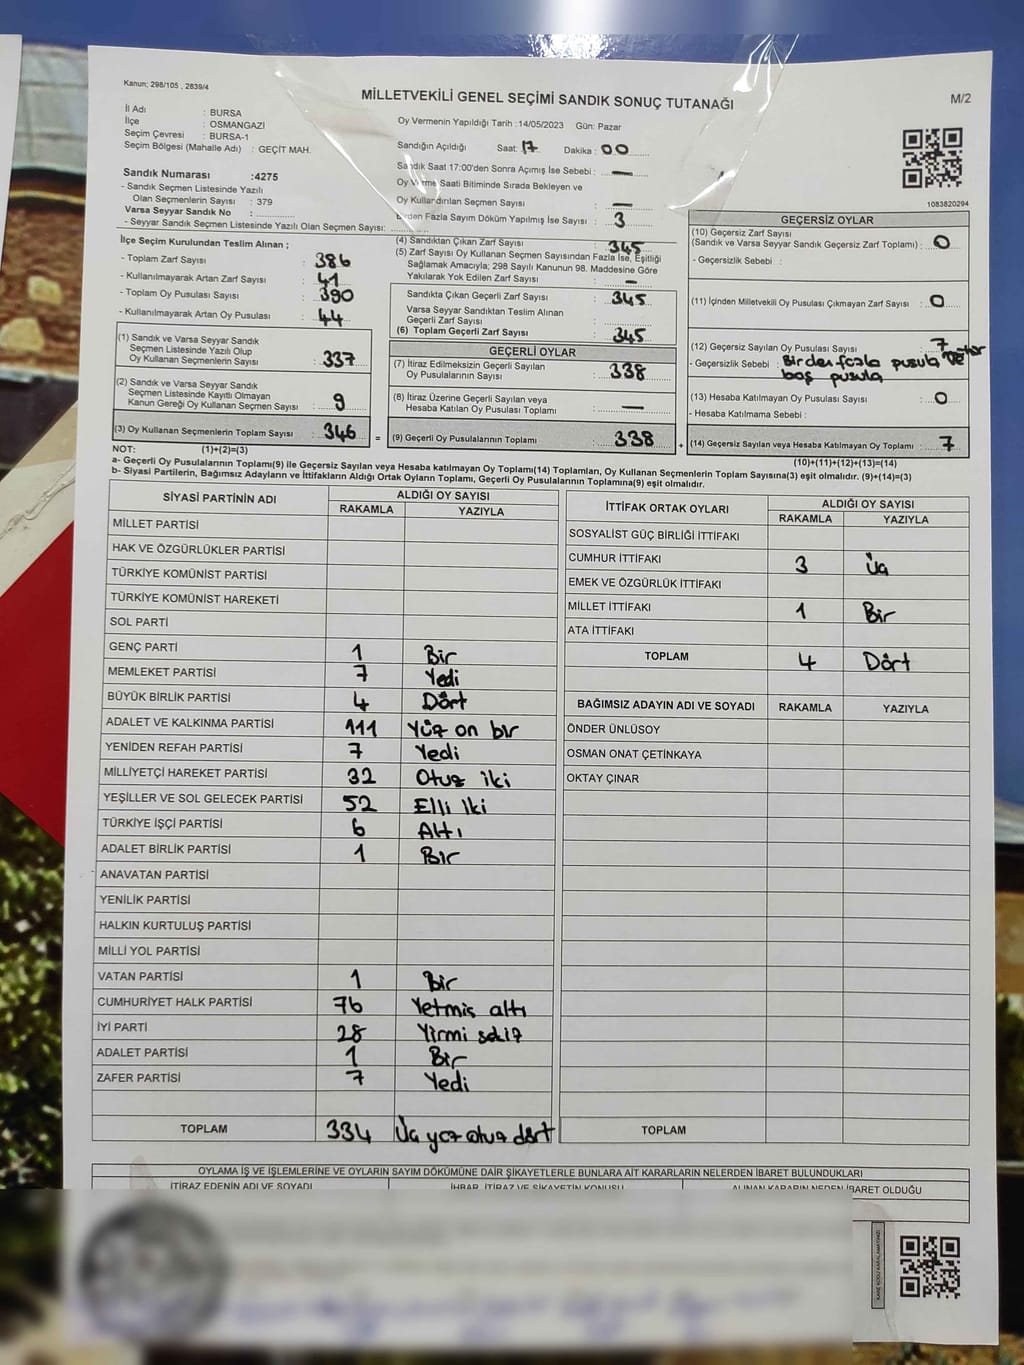 Kanun; 298/105 , 2839/4
MİLLETVEKİLİ GENEL SEÇİMİ SANDIK SONUÇ TUTANAĞI
M/2
İl Adı : BURSA
İlçe : OSMANGAZİ
Seçim Çevresi : BURSA-1
Seçim Bölgesi (Mahalle Adı) : GEÇİT MAH.
Sandık Numarası :4275
- Sandık Seçmen Listesinde Yazılı
Olan Seçmenlerin Sayısı : 379
Varsa Seyyar Sandık No :
- Seyyar Sandık Seçmen Listesinde Yazılı Olan Seçmen Sayısı:
Oy Vermenin Yapıldığı Tarih :14/05/2023 Gün: Pazar
Sandığın Açıldığı Saat: 17 Dakika : 00
Sandık Saat 17:00'den Sonra Açılmış İse Sebebi : —
Oy Verme Saati Bitiminde Sırada Bekleyen ve
Oy Kullandırılan Seçmen Sayısı : —
Birden Fazla Sayım Döküm Yapılmış İse Sayısı : 3
1083820294
İlçe Seçim Kurulundan Teslim Alınan ;
- Toplam Zarf Sayısı : 386
- Kullanılmayarak Artan Zarf Sayısı : 41
- Toplam Oy Pusulası Sayısı : 390
- Kullanılmayarak Artan Oy Pusulası : 44
(1) Sandık ve Varsa Seyyar Sandık
Seçmen Listesinde Yazılı Olup
Oy Kullanan Seçmenlerin Sayısı : 337
(2) Sandık ve Varsa Seyyar Sandık
Seçmen Listesinde Kayıtlı Olmayan
Kanun Gereği Oy Kullanan Seçmen Sayısı : 9
(3) Oy Kullanan Seçmenlerin Toplam Sayısı : 346
(1)+(2)=(3)
(4) Sandıktan Çıkan Zarf Sayısı : 345
(5) Zarf Sayısı Oy Kullanan Seçmen Sayısından Fazla İse, Eşitliği
Sağlamak Amacıyla; 298 Sayılı Kanunun 98. Maddesine Göre
Yakılarak Yok Edilen Zarf Sayısı : —
Sandıkta Çıkan Geçerli Zarf Sayısı : 345
Varsa Seyyar Sandıktan Teslim Alınan
Geçerli Zarf Sayısı :
(6) Toplam Geçerli Zarf Sayısı : 345
GEÇERLİ OYLAR
(7) İtiraz Edilmeksizin Geçerli Sayılan
Oy Pusulalarının Sayısı : 338
(8) İtiraz Üzerine Geçerli Sayılan veya
Hesaba Katılan Oy Pusulası Toplamı : —
= (9) Geçerli Oy Pusulalarının Toplamı : 338 +
GEÇERSİZ OYLAR
(10) Geçersiz Zarf Sayısı
(Sandık ve Varsa Seyyar Sandık Geçersiz Zarf Toplamı) : 0
- Geçersizlik Sebebi :
(11) İçinden Milletvekili Oy Pusulası Çıkmayan Zarf Sayısı : 0
(12) Geçersiz Sayılan Oy Pusulası Sayısı : 7
- Geçersizlik Sebebi : Birden fazla pusula
boş pusula
(13) Hesaba Katılmayan Oy Pusulası Sayısı : 0
- Hesaba Katılmama Sebebi :
(14) Geçersiz Sayılan veya Hesaba Katılmayan Oy Toplamı : 7
(10)+(11)+(12)+(13)=(14)
NOT:
a- Geçerli Oy Pusulalarının Toplamı(9) ile Geçersiz Sayılan veya Hesaba katılmayan Oy Toplamı(14) Toplamları, Oy Kullanan Seçmenlerin Toplam Sayısına(3) eşit olmalıdır. (9)+(14)=(3)
b- Siyasi Partilerin, Bağımsız Adayların ve İttifakların Aldığı Ortak Oyların Toplamı, Geçerli Oy Pusulalarının Toplamına(9) eşit olmalıdır.
SİYASİ PARTİNİN ADI ALDIĞI OY SAYISI
RAKAMLA YAZIYLA
MİLLET PARTİSİ
HAK VE ÖZGÜRLÜKLER PARTİSİ
TÜRKİYE KOMÜNİST PARTİSİ
TÜRKİYE KOMÜNİST HAREKETİ
SOL PARTİ
GENÇ PARTİ 1 Bir
MEMLEKET PARTİSİ 7 Yedi
BÜYÜK BİRLİK PARTİSİ 4 Dört
ADALET VE KALKINMA PARTİSİ 111 Yüz on bir
YENİDEN REFAH PARTİSİ 7 Yedi
MİLLİYETÇİ HAREKET PARTİSİ 32 Otuz iki
YEŞİLLER VE SOL GELECEK PARTİSİ 52 Elli İki
TÜRKİYE İŞÇİ PARTİSİ 6 Altı
ADALET BİRLİK PARTİSİ 1 Bir
ANAVATAN PARTİSİ
YENİLİK PARTİSİ
HALKIN KURTULUŞ PARTİSİ
MİLLİ YOL PARTİSİ
VATAN PARTİSİ 1 Bir
CUMHURİYET HALK PARTİSİ 76 Yetmiş altı
İYİ PARTİ 28 Yirmi sekiz
ADALET PARTİSİ 1 Bir
ZAFER PARTİSİ 7 Yedi
TOPLAM 334 Üç yüz otuz dört
İTTİFAK ORTAK OYLARI ALDIĞI OY SAYISI
RAKAMLA YAZIYLA
SOSYALİST GÜÇ BİRLİĞİ İTTİFAKI
CUMHUR İTTİFAKI 3 Üç
EMEK VE ÖZGÜRLÜK İTTİFAKI
MİLLET İTTİFAKI 1 Bir
ATA İTTİFAKI
TOPLAM 4 Dört
BAĞIMSIZ ADAYIN ADI VE SOYADI RAKAMLA YAZIYLA
ÖNDER ÜNLÜSOY
OSMAN ONAT ÇETİNKAYA
OKTAY ÇINAR
TOPLAM
OYLAMA İŞ VE İŞLEMLERİNE VE OYLARIN SAYIM DÖKÜMÜNE DAİR ŞİKAYETLERLE BUNLARA AİT KARARLARIN NELERDEN İBARET BULUNDUKLARI
İTİRAZ EDENİN ADI VE SOYADI İHBAR, İTİRAZ VE ŞİKAYETİN KONUSU ALINAN KARARIN NEDEN İBARET OLDUĞU